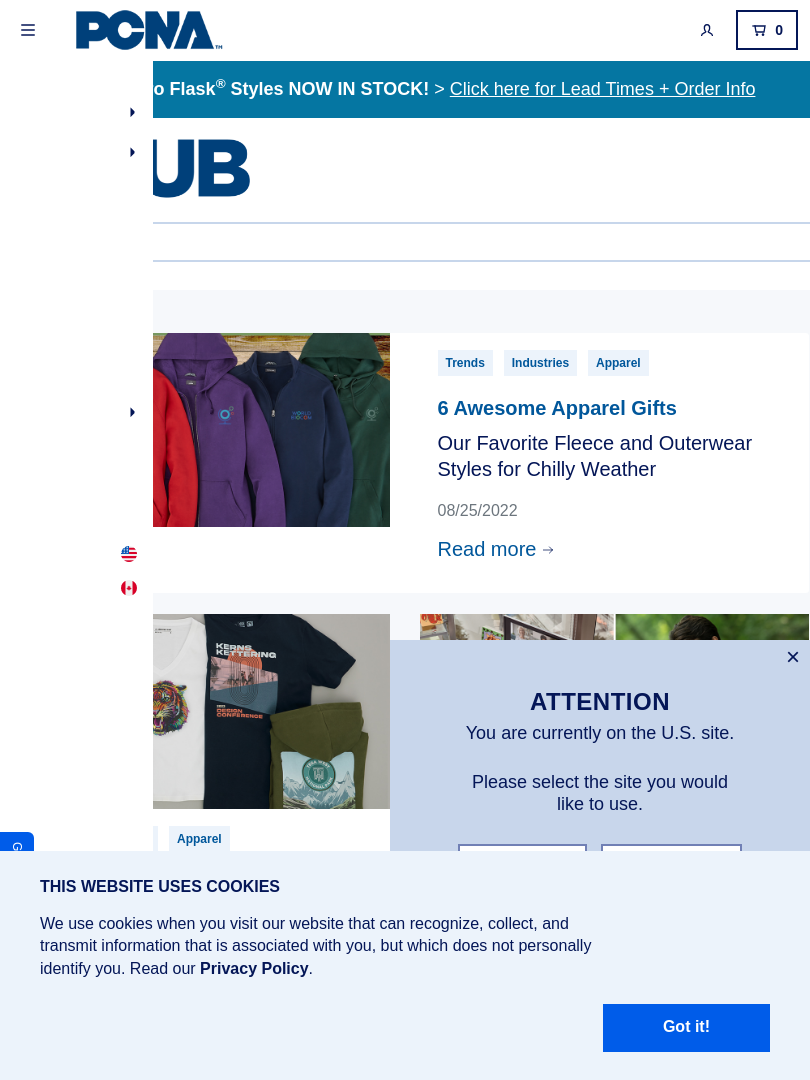 PCNA™
0
o Flask® Styles NOW IN STOCK! > Click here for Lead Times + Order Info
UB
Trends Industries Apparel
6 Awesome Apparel Gifts
Our Favorite Fleece and Outerwear
Styles for Chilly Weather
08/25/2022
Read more
KERNS
KETTERING
DESIGN
CONFERENCE
ATTENTION
You are currently on the U.S. site.
Please select the site you would
like to use.
Apparel
G
THIS WEBSITE USES COOKIES
We use cookies when you visit our website that can recognize, collect, and
transmit information that is associated with you, but which does not personally
identify you. Read our Privacy Policy.
Got it!